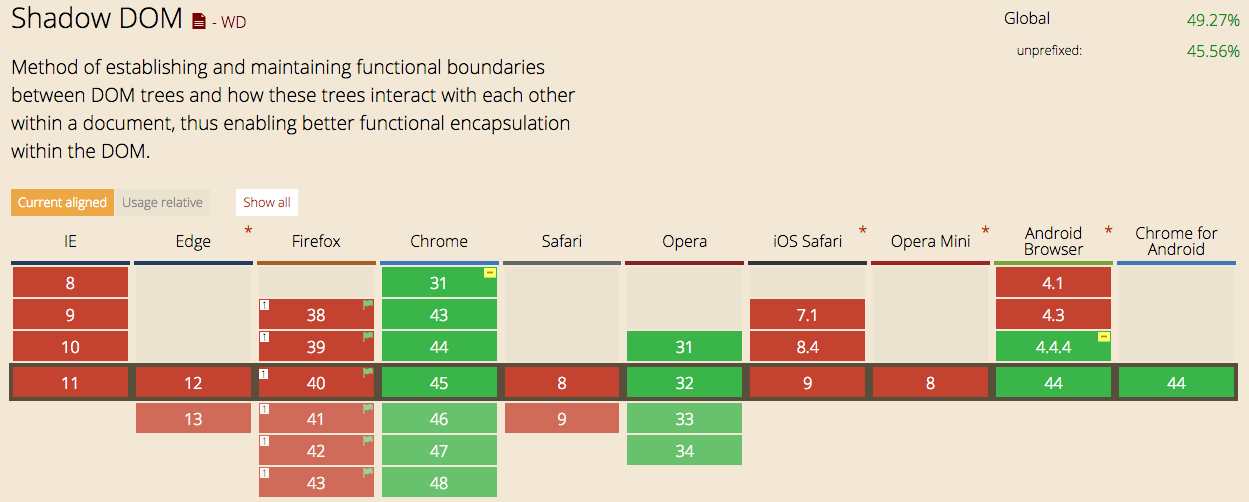 Shadow DOM - WD
Global 49.27%
unprefixed: 45.56%
Method of establishing and maintaining functional boundaries
between DOM trees and how these trees interact with each other
within a document, thus enabling better functional encapsulation
within the DOM.
Current aligned Usage relative Show all
IE Edge * Firefox Chrome Safari Opera iOS Safari * Opera Mini * Android Browser * Chrome for Android
8 31 - 4.1
9 1 38 43 7.1 4.3
10 1 39 44 31 8.4 4.4.4 -
11 12 1 40 45 8 32 9 8 44 44
13 1 41 46 9 33
1 42 47 34
1 43 48